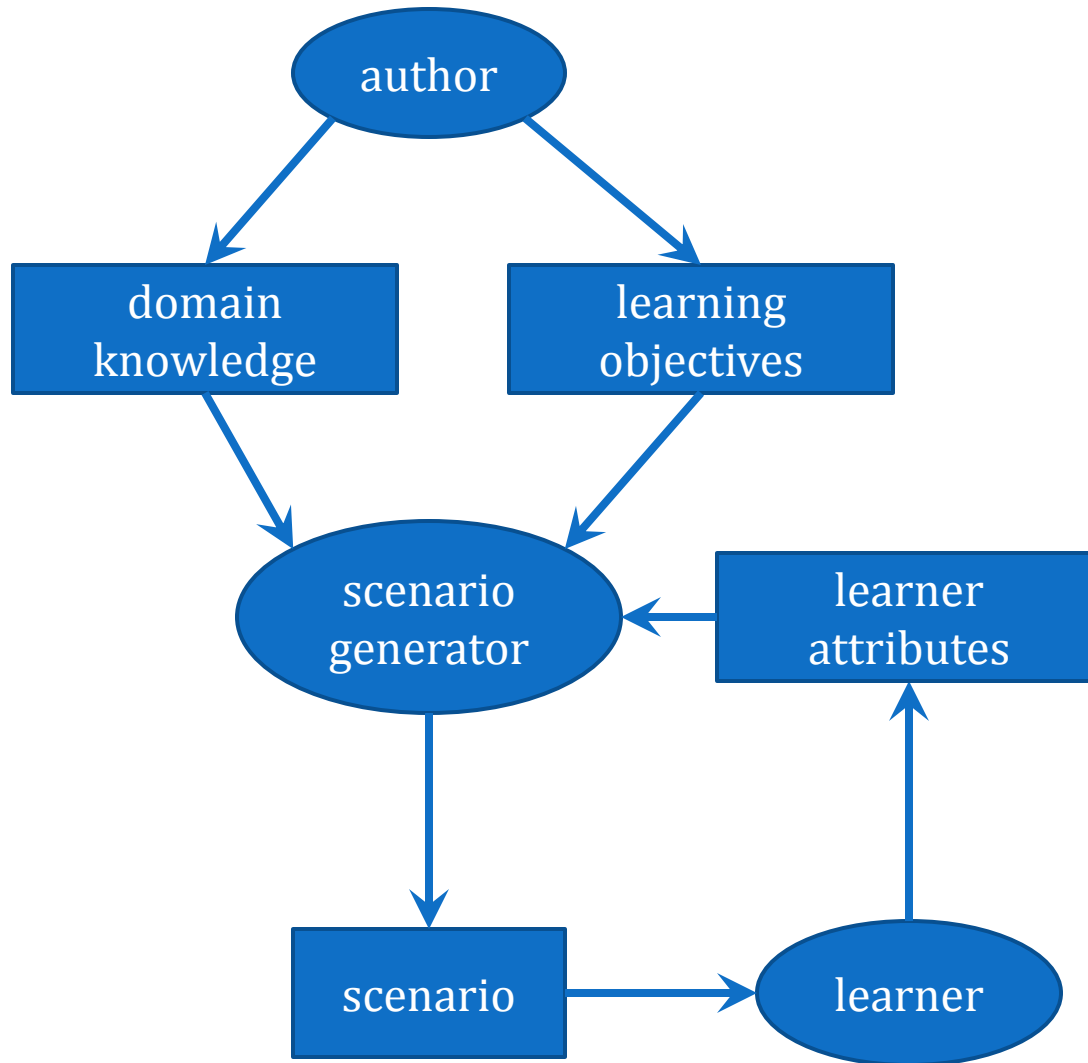 author
domain
knowledge
learning
objectives
scenario
generator
learner
attributes
scenario
learner